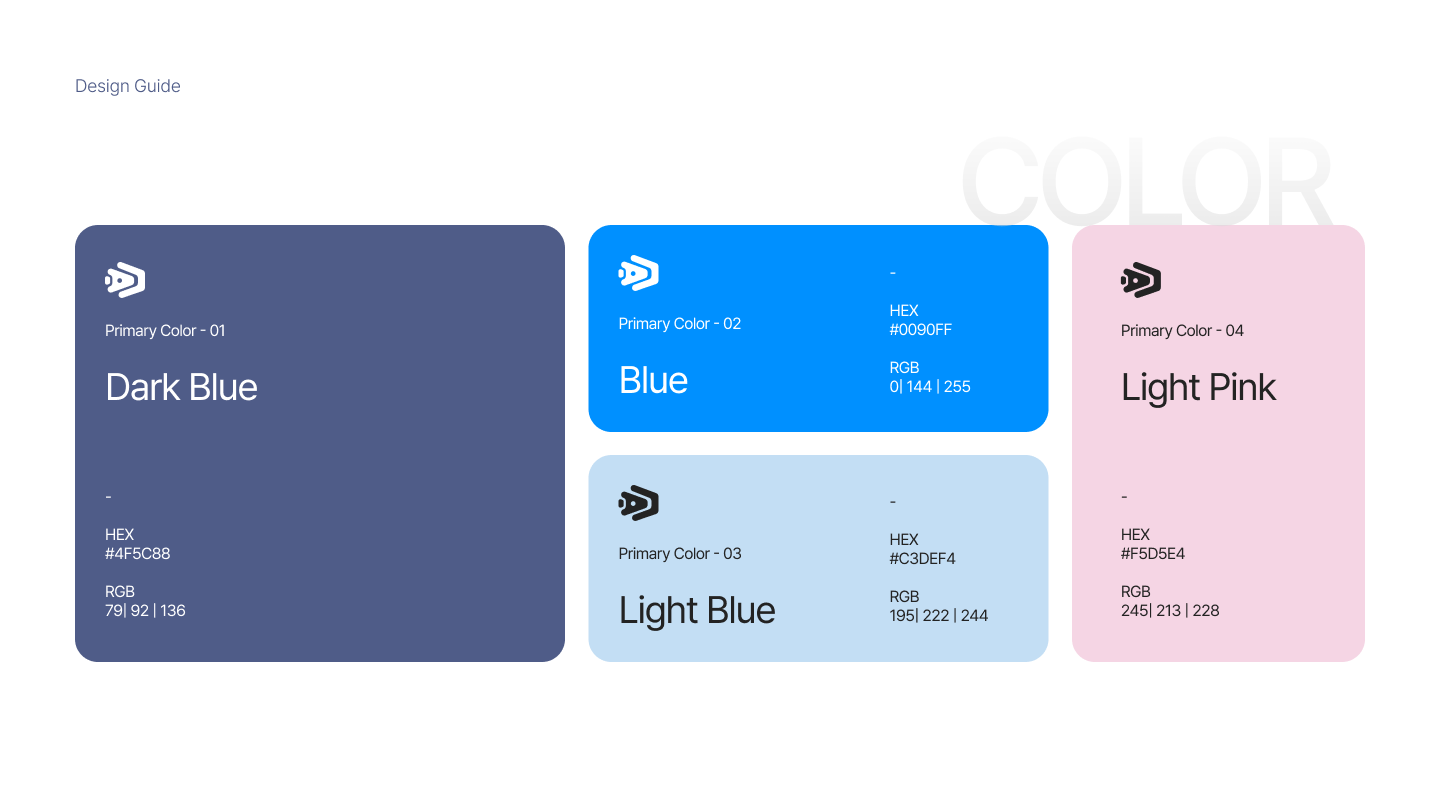 Design Guide
COLOR
Primary Color - 01
Dark Blue
-
HEX
#4F5C88
RGB
79| 92 | 136
Primary Color - 02
Blue
-
HEX
#0090FF
RGB
0| 144 | 255
Primary Color - 03
Light Blue
-
HEX
#C3DEF4
RGB
195| 222 | 244
Primary Color - 04
Light Pink
-
HEX
#F5D5E4
RGB
245| 213 | 228